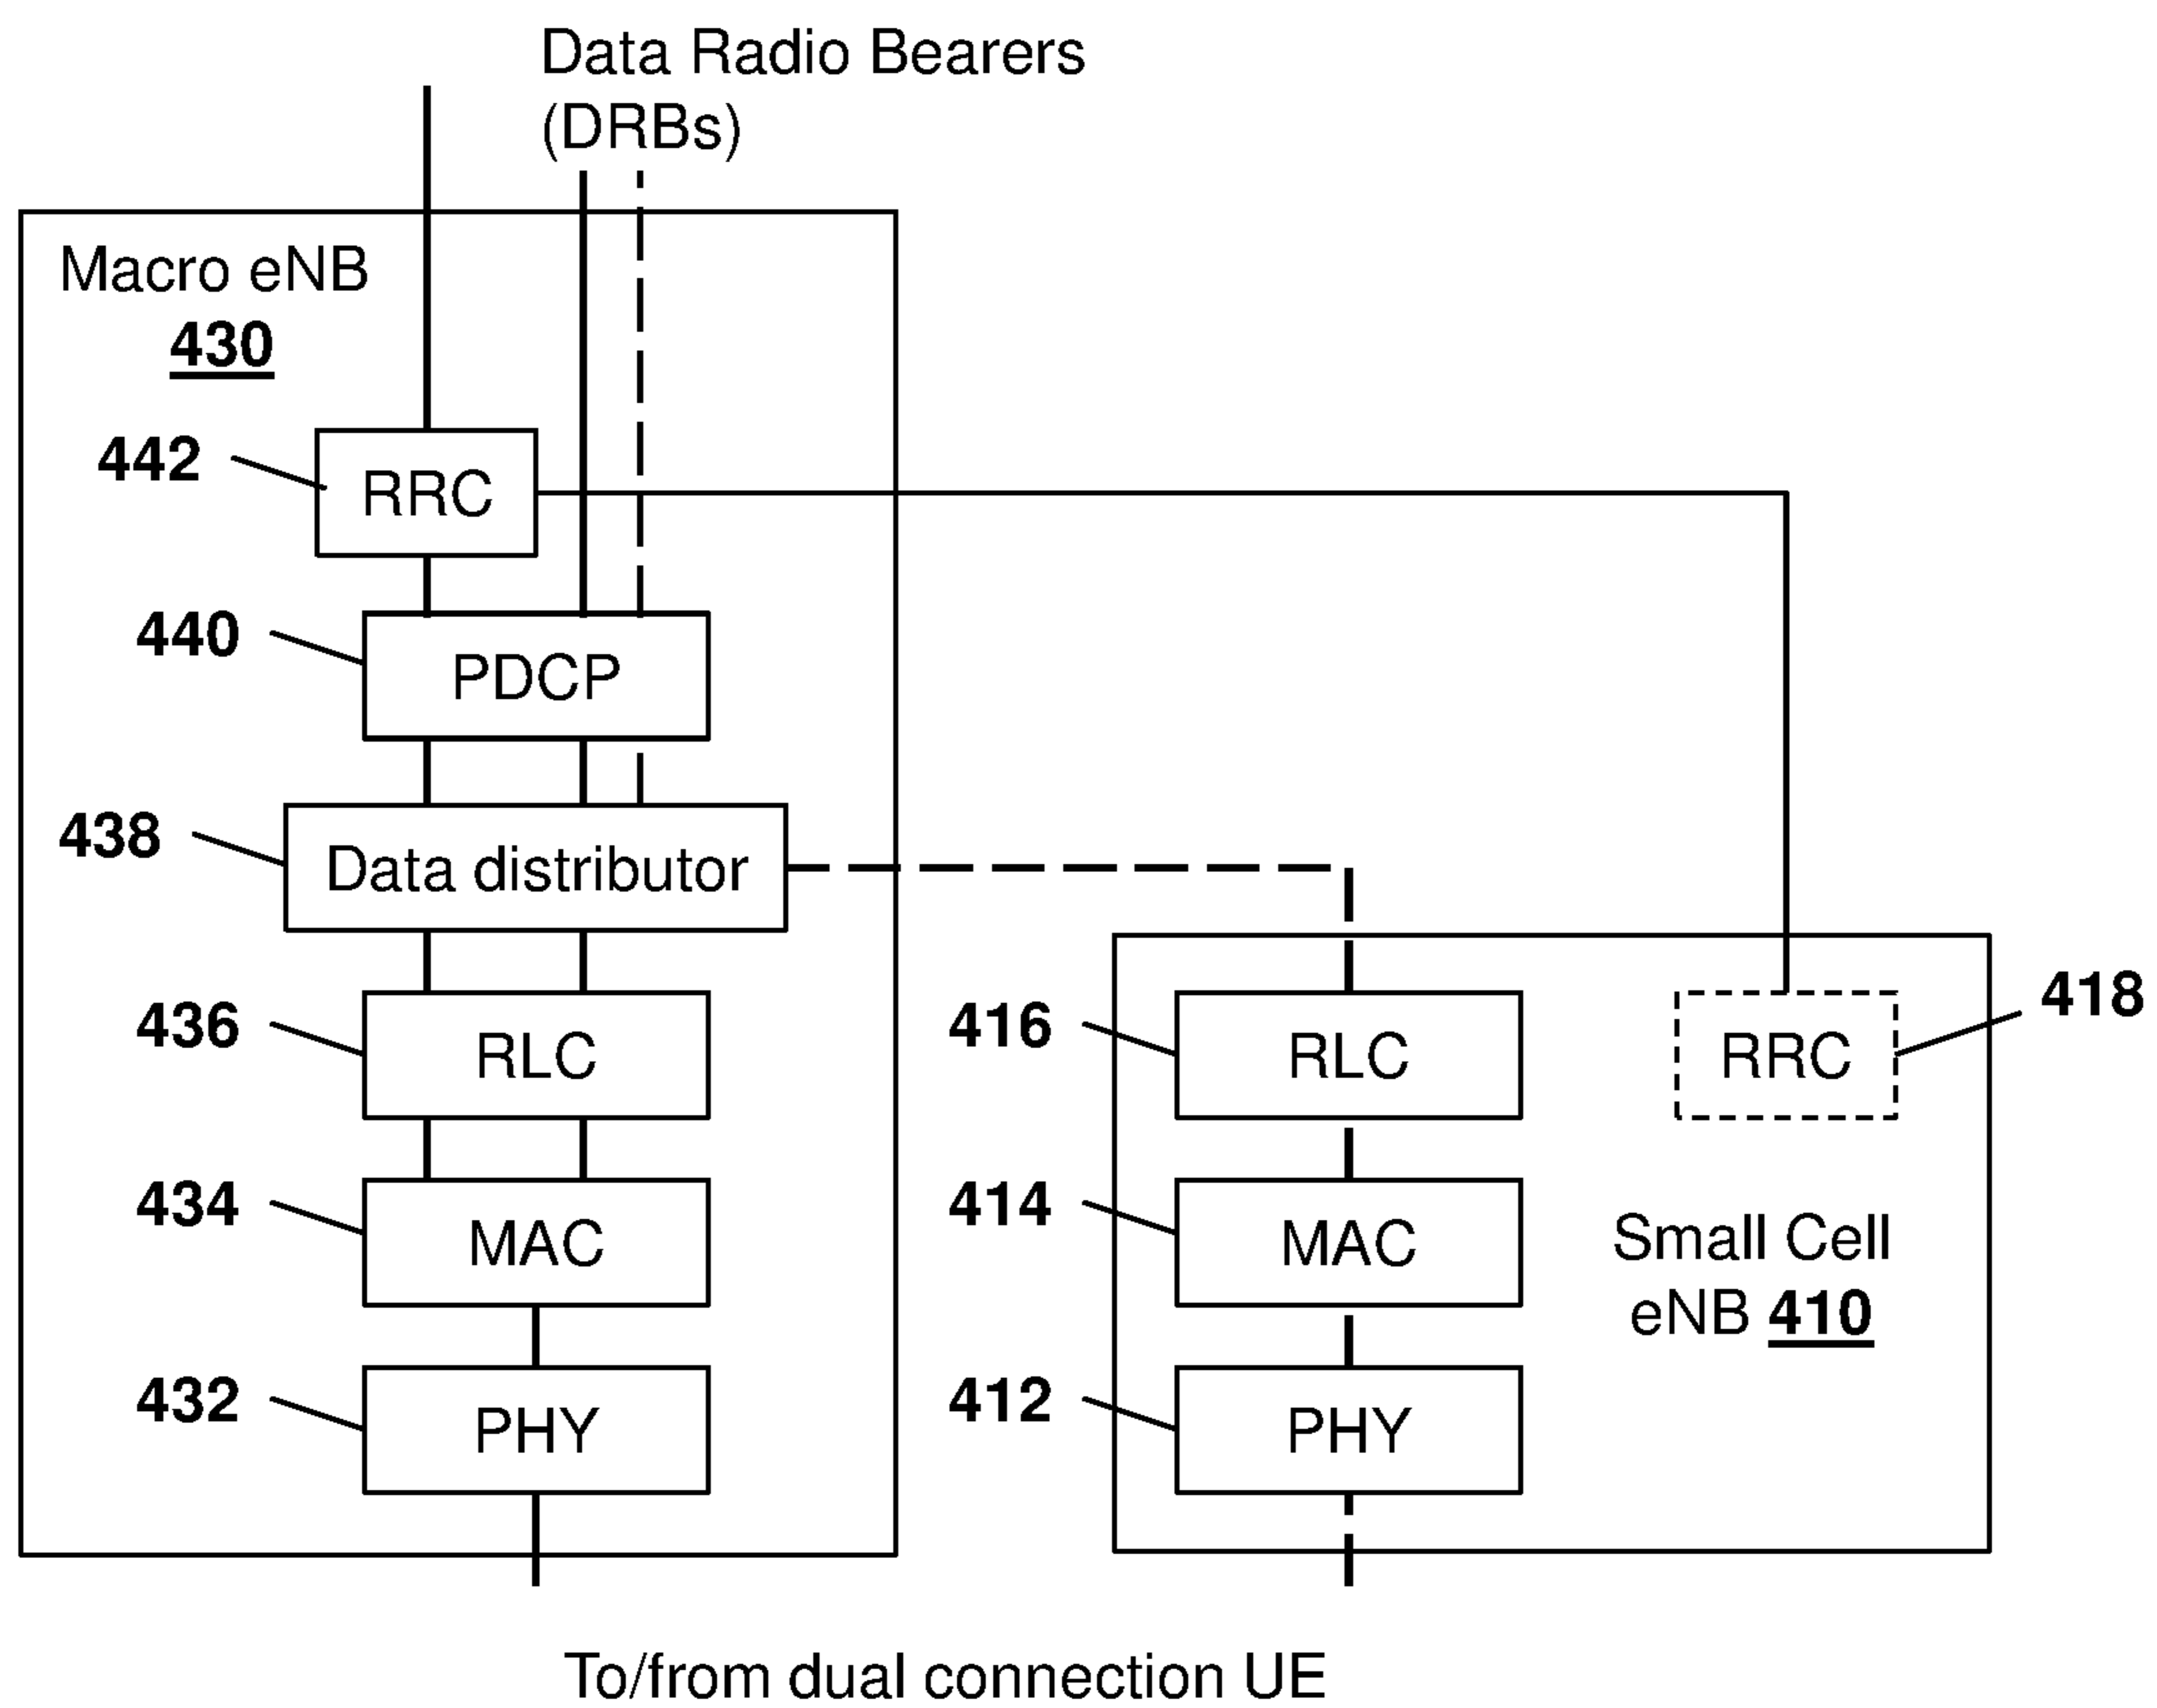 Data Radio Bearers
(DRBs)
Macro eNB
430
442
RRC
440
PDCP
438
Data distributor
436
RLC
434
MAC
432
PHY
416
RLC
RRC
418
414
MAC
Small Cell
eNB 410
412
PHY
To/from dual connection UE